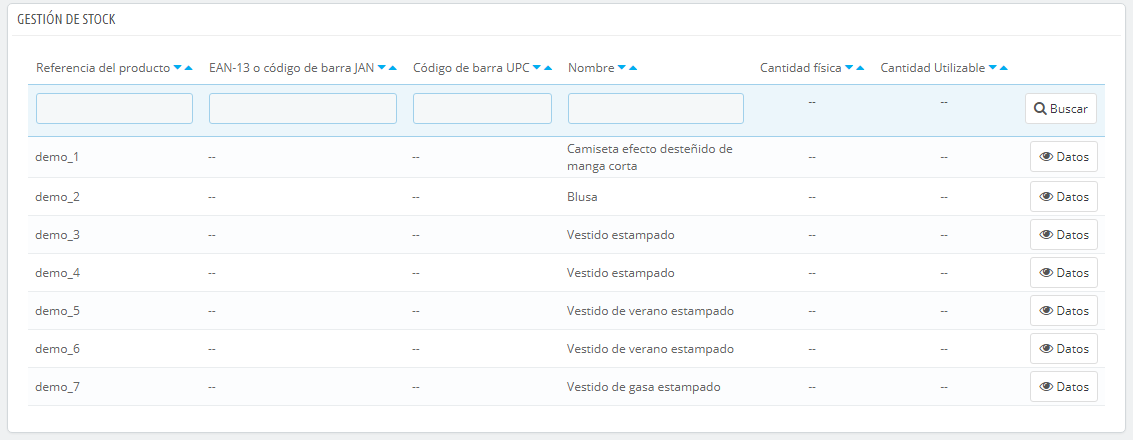 GESTIÓN DE STOCK
Referencia del producto EAN-13 o código de barra JAN Código de barra UPC Nombre Cantidad física Cantidad Utilizable
-- -- Buscar
demo_1 -- -- Camiseta efecto desteñido de manga corta -- -- Datos
demo_2 -- -- Blusa -- -- Datos
demo_3 -- -- Vestido estampado -- -- Datos
demo_4 -- -- Vestido estampado -- -- Datos
demo_5 -- -- Vestido de verano estampado -- -- Datos
demo_6 -- -- Vestido de verano estampado -- -- Datos
demo_7 -- -- Vestido de gasa estampado -- -- Datos